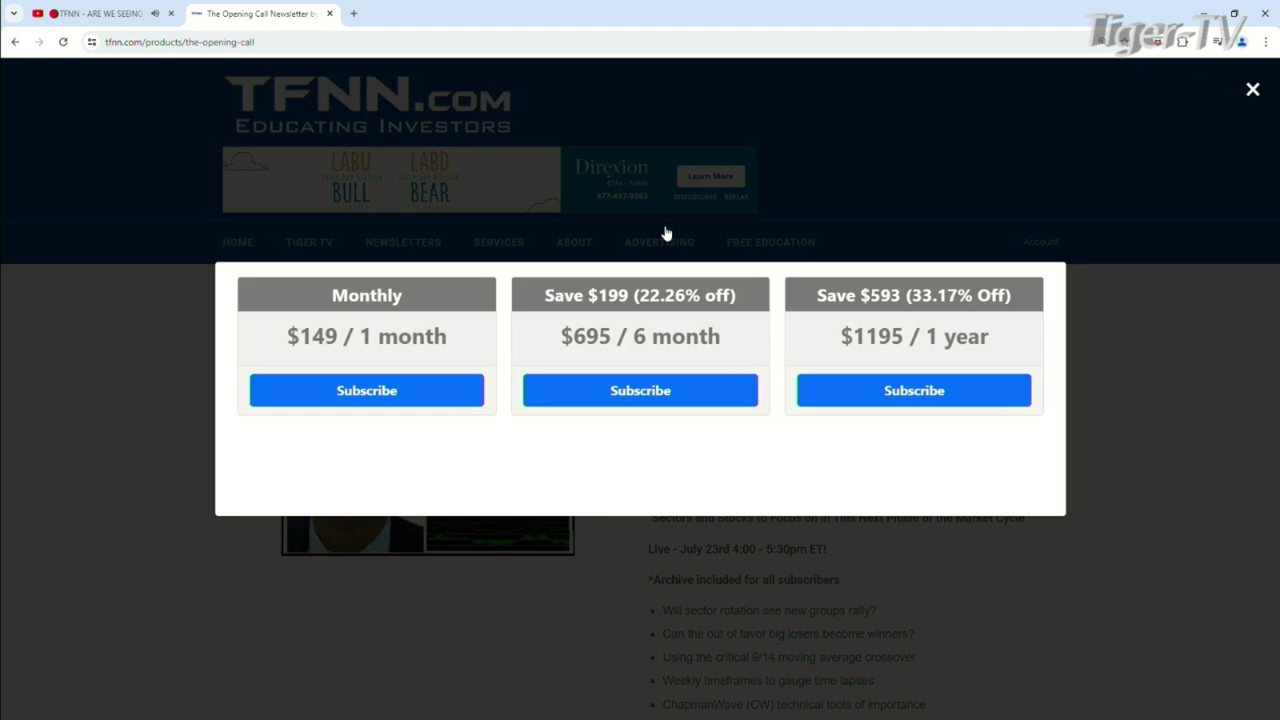 TFNN - ARE WE SEEING
The Opening Call Newsletter by
Tiger-TV
tfnn.com/products/the-opening-call
TFNN.COM
EDUCATING INVESTORS
LABU
BULL
LABD
BEAR
Direxion
877-437-9363
Learn More
DISCLOSURES REPLAY
HOME TIGER TV NEWSLETTERS SERVICES ABOUT ADVERTISING FREE EDUCATION Account
Monthly
$149 / 1 month
Subscribe
Save $199 (22.26% off)
$695 / 6 month
Subscribe
Save $593 (33.17% Off)
$1195 / 1 year
Subscribe
Sectors and Stocks to Focus on in This Next Phase of the Market Cycle
Live - July 23rd 4:00 - 5:30pm ET!
*Archive included for all subscribers
Will sector rotation see new groups rally?
Can the out of favor big losers become winners?
Using the critical 9/14 moving average crossover
Weekly timeframes to gauge time lapses
ChapmanWave (CW) technical tools of importance